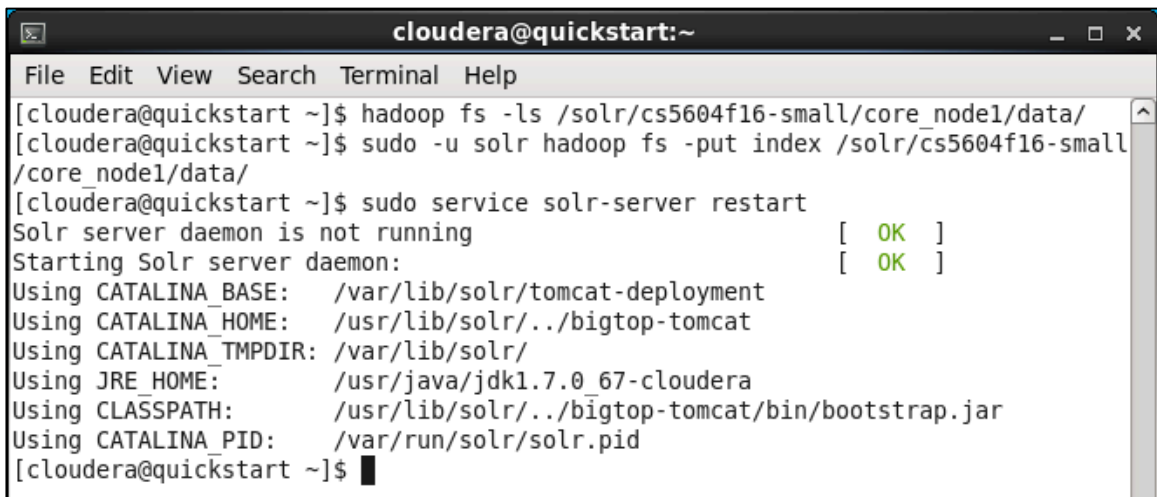 cloudera@quickstart:~
File Edit View Search Terminal Help
[cloudera@quickstart ~]$ hadoop fs -ls /solr/cs5604f16-small/core_node1/data/
[cloudera@quickstart ~]$ sudo -u solr hadoop fs -put index /solr/cs5604f16-small
/core_node1/data/
[cloudera@quickstart ~]$ sudo service solr-server restart
Solr server daemon is not running [ OK ]
Starting Solr server daemon: [ OK ]
Using CATALINA_BASE: /var/lib/solr/tomcat-deployment
Using CATALINA_HOME: /usr/lib/solr/../bigtop-tomcat
Using CATALINA_TMPDIR: /var/lib/solr/
Using JRE_HOME: /usr/java/jdk1.7.0_67-cloudera
Using CLASSPATH: /usr/lib/solr/../bigtop-tomcat/bin/bootstrap.jar
Using CATALINA_PID: /var/run/solr/solr.pid
[cloudera@quickstart ~]$